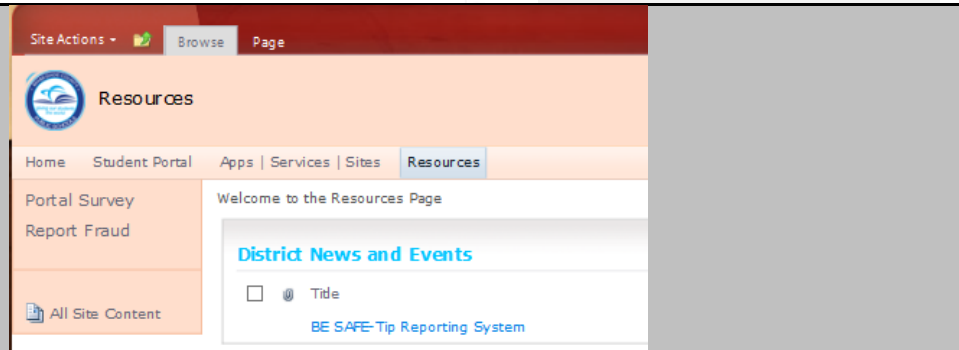 Site Actions Browse Page
Resources
Home Student Portal Apps | Services | Sites Resources
Portal Survey
Report Fraud
All Site Content
Welcome to the Resources Page
District News and Events
Title
BE SAFE-Tip Reporting System